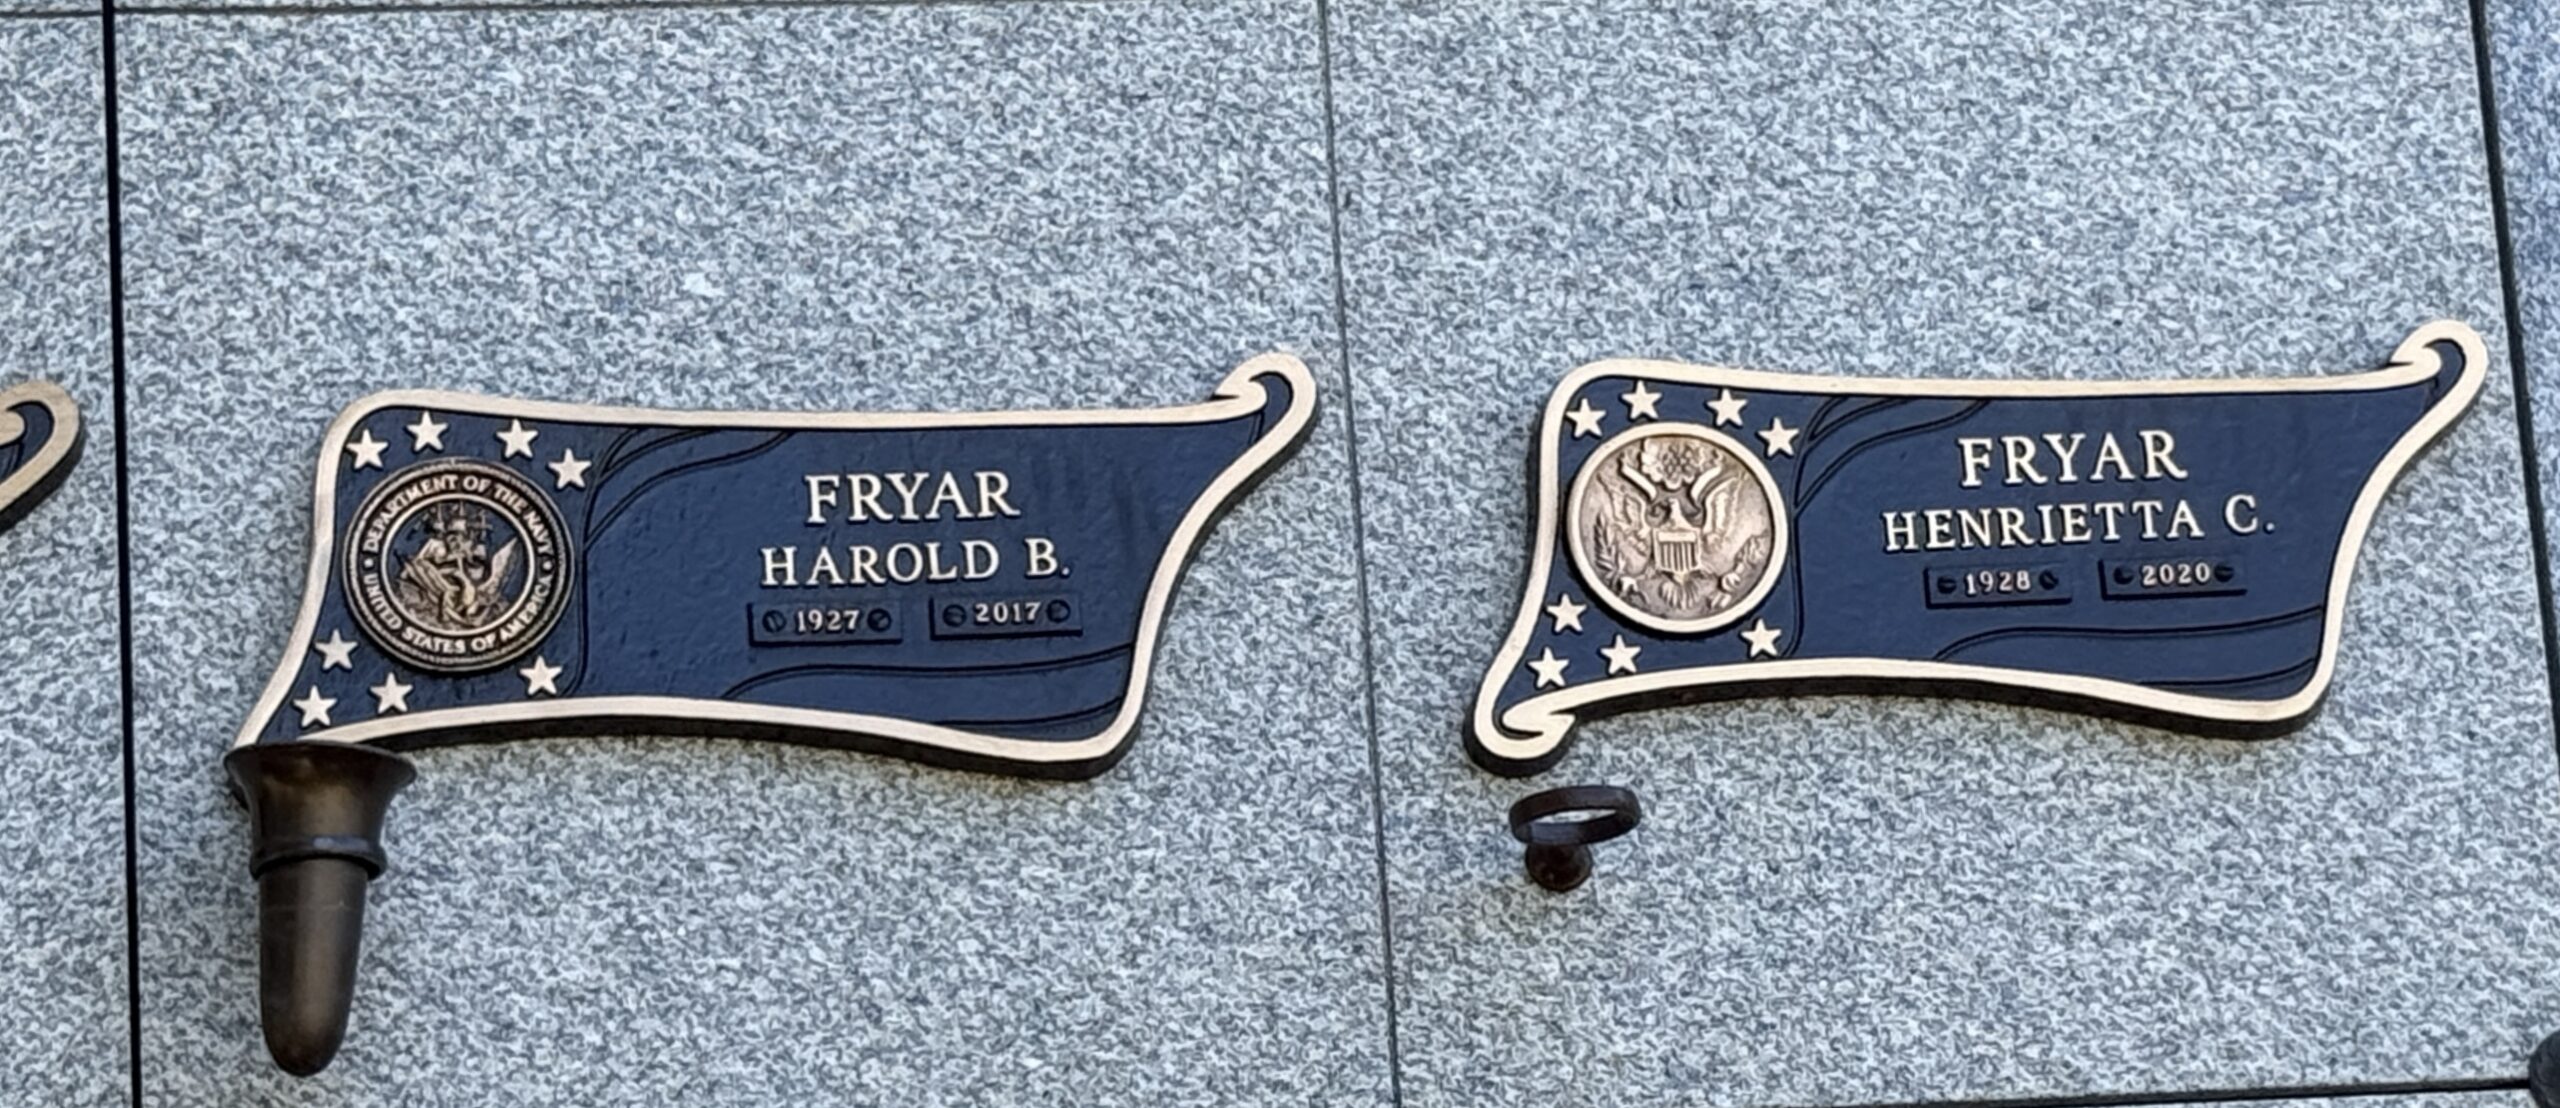 DEPARTMENT OF THE NAVY
UNITED STATES OF AMERICA
FRYAR
HAROLD B.
1927 2017
FRYAR
HENRIETTA C.
1928 2020